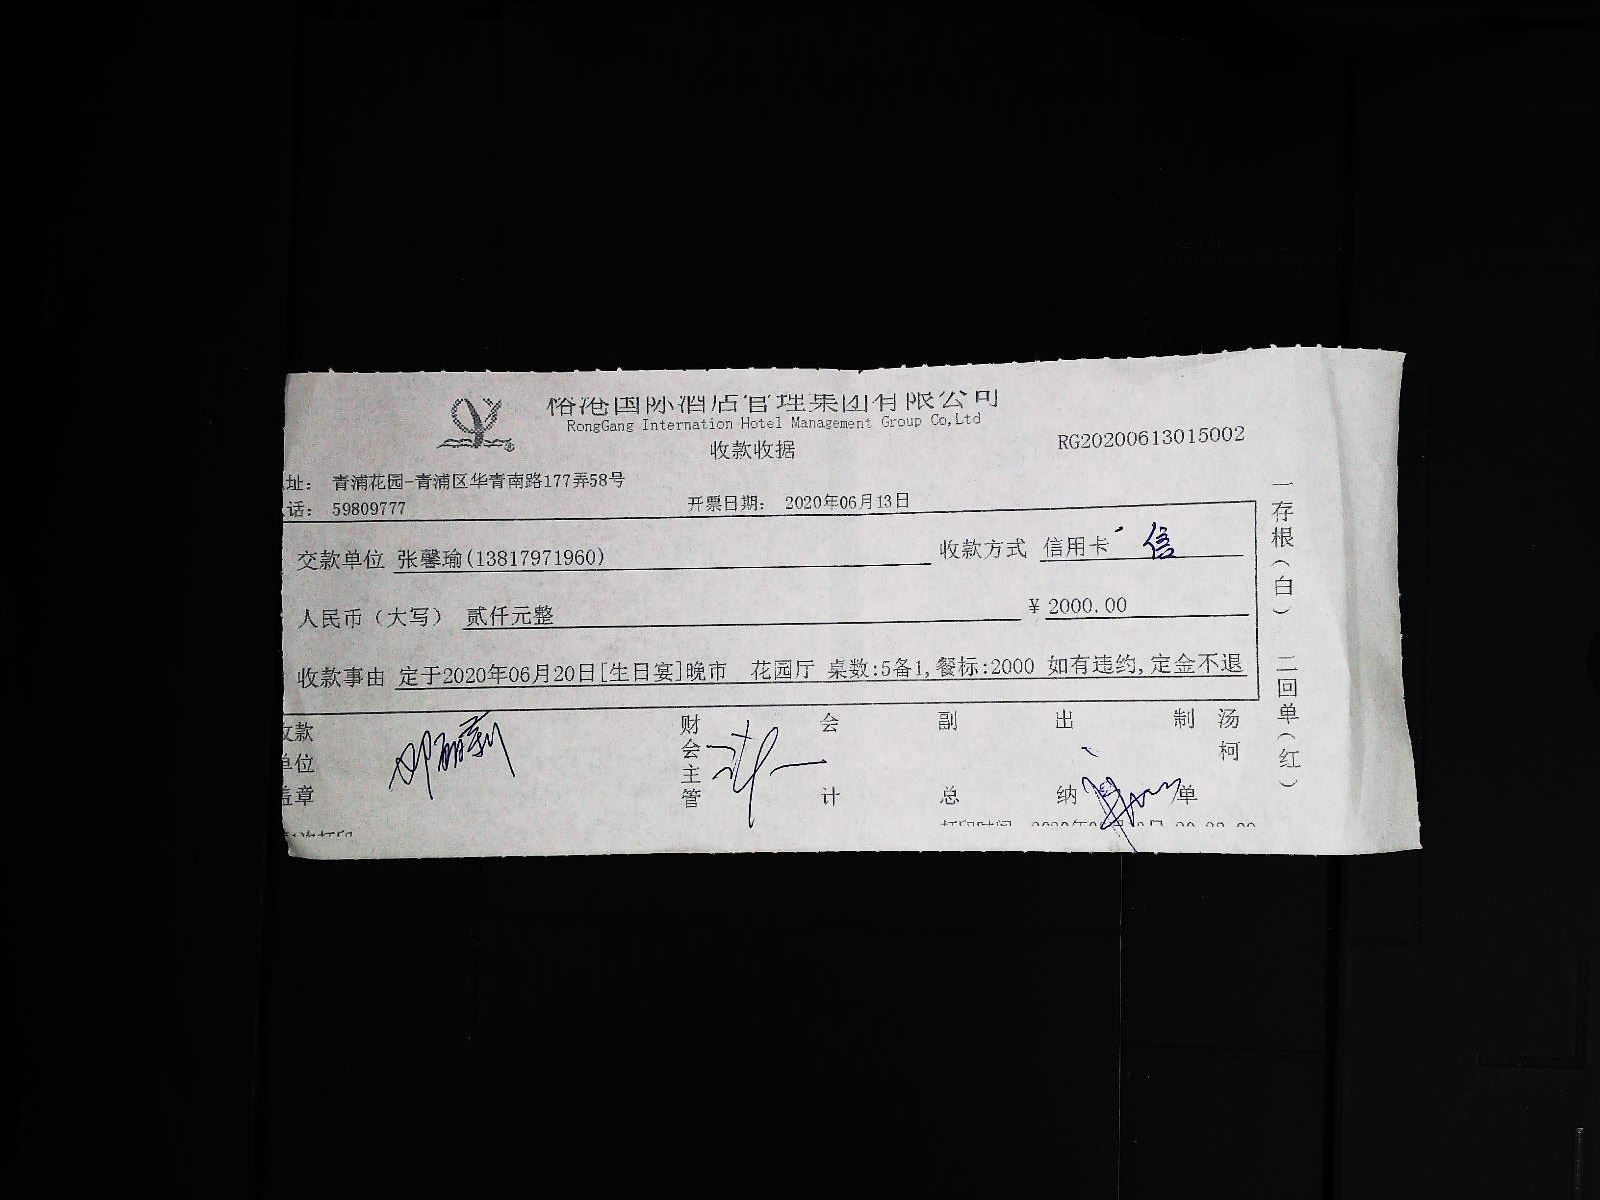 国际酒店管理集团有限公司
RongGang Internation Hotel Management Group Co,Ltd
收款收据
RG20200613015002
址： 青浦花园-青浦区华青南路177弄58号
话： 59809777
开票日期： 2020年06月13日
交款单位 张馨瑜(13817971960)
收款方式 信用卡 信
人民币（大写） 贰仟元整
¥ 2000.00
收款事由 定于2020年06月20日[生日宴]晚市 花园厅 桌数:5备1,餐标:2000 如有违约,定金不退
一存根（白） 二回单（红）
收款单位盖章
财会主管
会计
副总
出纳
制单
汤柯